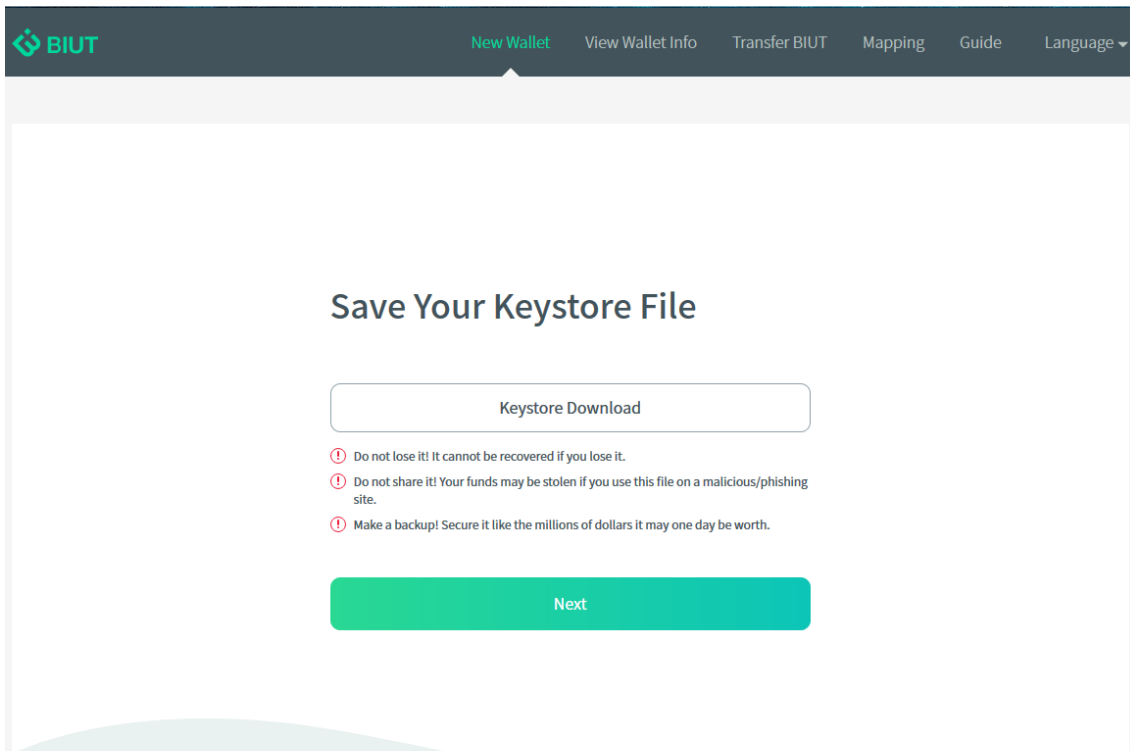 BIUT
New Wallet View Wallet Info Transfer BIUT Mapping Guide Language
Save Your Keystore File
Keystore Download
Do not lose it! It cannot be recovered if you lose it.
Do not share it! Your funds may be stolen if you use this file on a malicious/phishing
site.
Make a backup! Secure it like the millions of dollars it may one day be worth.
Next